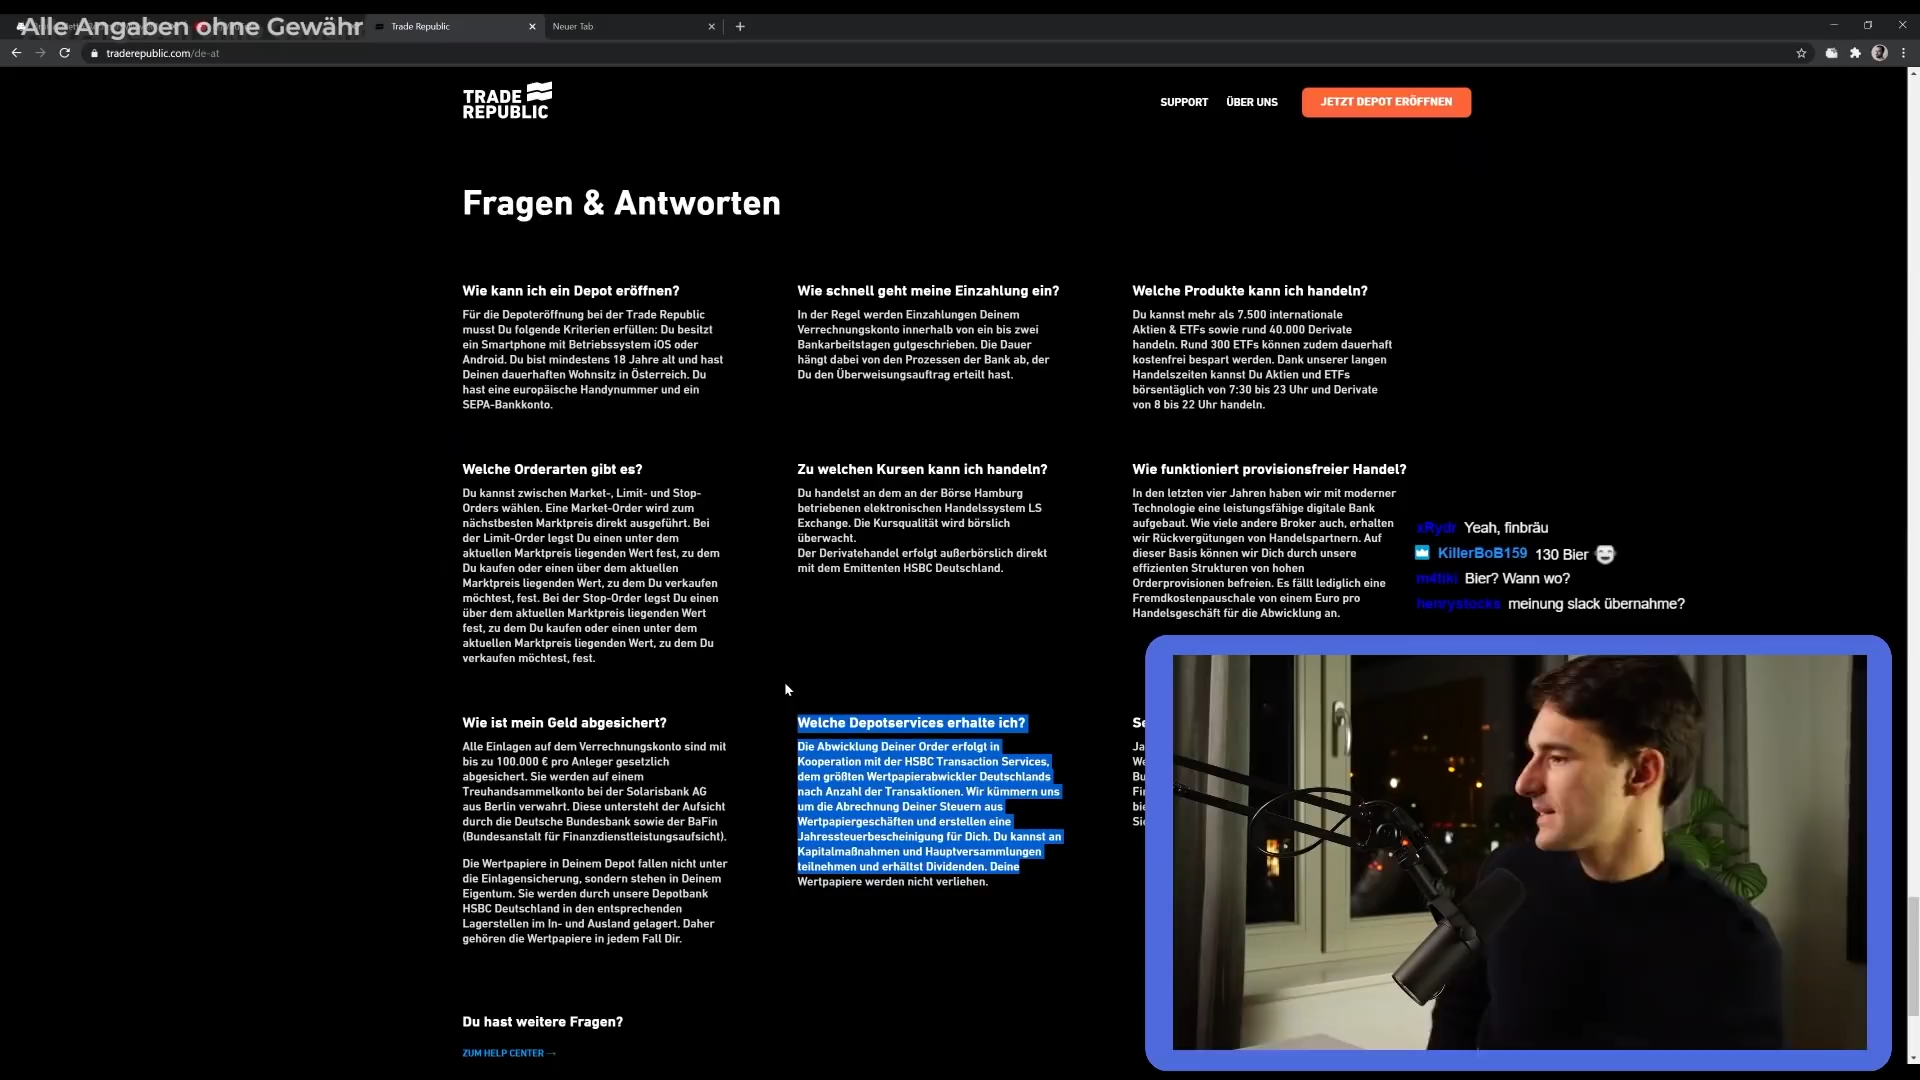 Alle Angaben ohne Gewähr
Trade Republic
Neuer Tab
traderepublic.com/de-at
TRADE
REPUBLIC
SUPPORT
ÜBER UNS
JETZT DEPOT ERÖFFNEN
Fragen & Antworten
Wie kann ich ein Depot eröffnen?
Für die Depoteröffnung bei der Trade Republic
musst Du folgende Kriterien erfüllen: Du besitzt
ein Smartphone mit Betriebssystem iOS oder
Android. Du bist mindestens 18 Jahre alt und hast
Deinen dauerhaften Wohnsitz in Österreich. Du
hast eine europäische Handynummer und ein
SEPA-Bankkonto.
Wie schnell geht meine Einzahlung ein?
In der Regel werden Einzahlungen Deinem
Verrechnungskonto innerhalb von ein bis zwei
Bankarbeitstagen gutgeschrieben. Die Dauer
hängt dabei von den Prozessen der Bank ab, der
Du den Überweisungsauftrag erteilt hast.
Welche Produkte kann ich handeln?
Du kannst mehr als 7.500 internationale
Aktien & ETFs sowie rund 40.000 Derivate
handeln. Rund 300 ETFs können zudem dauerhaft
kostenfrei bespart werden. Dank unserer langen
Handelszeiten kannst Du Aktien und ETFs
börsentäglich von 7:30 bis 23 Uhr und Derivate
von 8 bis 22 Uhr handeln.
Welche Orderarten gibt es?
Du kannst zwischen Market-, Limit- und Stop-
Orders wählen. Eine Market-Order wird zum
nächstbesten Marktpreis direkt ausgeführt. Bei
der Limit-Order legst Du einen unter dem
aktuellen Marktpreis liegenden Wert fest, zu dem
Du kaufen oder einen über dem aktuellen
Marktpreis liegenden Wert, zu dem Du verkaufen
möchtest, fest. Bei der Stop-Order legst Du einen
über dem aktuellen Marktpreis liegenden Wert
fest, zu dem Du kaufen oder einen unter dem
aktuellen Marktpreis liegenden Wert, zu dem Du
verkaufen möchtest, fest.
Zu welchen Kursen kann ich handeln?
Du handelst an dem an der Börse Hamburg
betriebenen elektronischen Handelssystem LS
Exchange. Die Kursqualität wird börslich
überwacht.
Der Derivatehandel erfolgt außerbörslich direkt
mit dem Emittenten HSBC Deutschland.
Wie funktioniert provisionsfreier Handel?
In den letzten vier Jahren haben wir mit moderner
Technologie eine leistungsfähige digitale Bank
aufgebaut. Wie viele andere Broker auch, erhalten
wir Rückvergütungen von Handelspartnern. Auf
dieser Basis können wir Dich durch unsere
effizienten Strukturen von hohen
Orderprovisionen befreien. Es fällt lediglich eine
Fremdkostenpauschale von einem Euro pro
Handelsgeschäft für die Abwicklung an.
xRydr Yeah, finbräu
KillerBoB159 130 Bier
m4tiki Bier? Wann wo?
henrystocks meinung slack übernahme?
Wie ist mein Geld abgesichert?
Alle Einlagen auf dem Verrechnungskonto sind mit
bis zu 100.000 € pro Anleger gesetzlich
abgesichert. Sie werden auf einem
Treuhandsammelkonto bei der Solarisbank AG
aus Berlin verwahrt. Diese untersteht der Aufsicht
durch die Deutsche Bundesbank sowie der BaFin
(Bundesanstalt für Finanzdienstleistungsaufsicht).
Die Wertpapiere in Deinem Depot fallen nicht unter
die Einlagensicherung, sondern stehen in Deinem
Eigentum. Sie werden durch unsere Depotbank
HSBC Deutschland in den entsprechenden
Lagerstellen im In- und Ausland gelagert. Daher
gehören die Wertpapiere in jedem Fall Dir.
Welche Depotservices erhalte ich?
Die Abwicklung Deiner Order erfolgt in
Kooperation mit der HSBC Transaction Services,
dem größten Wertpapierabwickler Deutschlands
nach Anzahl der Transaktionen. Wir kümmern uns
um die Abrechnung Deiner Steuern aus
Wertpapiergeschäften und erstellen eine
Jahressteuerbescheinigung für Dich. Du kannst an
Kapitalmaßnahmen und Hauptversammlungen
teilnehmen und erhältst Dividenden. Deine
Wertpapiere werden nicht verliehen.
Du hast weitere Fragen?
ZUM HELP CENTER →